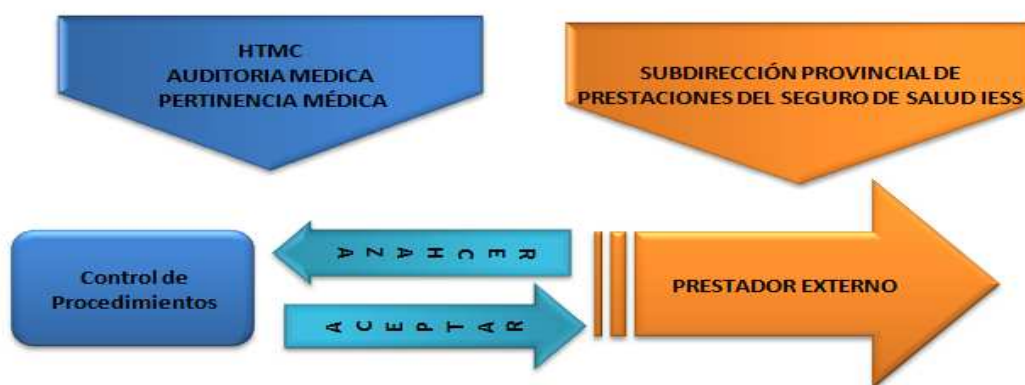 HTMC
AUDITORIA MEDICA
PERTINENCIA MÉDICA
SUBDIRECCIÓN PROVINCIAL DE
PRESTACIONES DEL SEGURO DE SALUD IESS
Control de
Procedimientos
RECHAZA
ACEPTAR
PRESTADOR EXTERNO